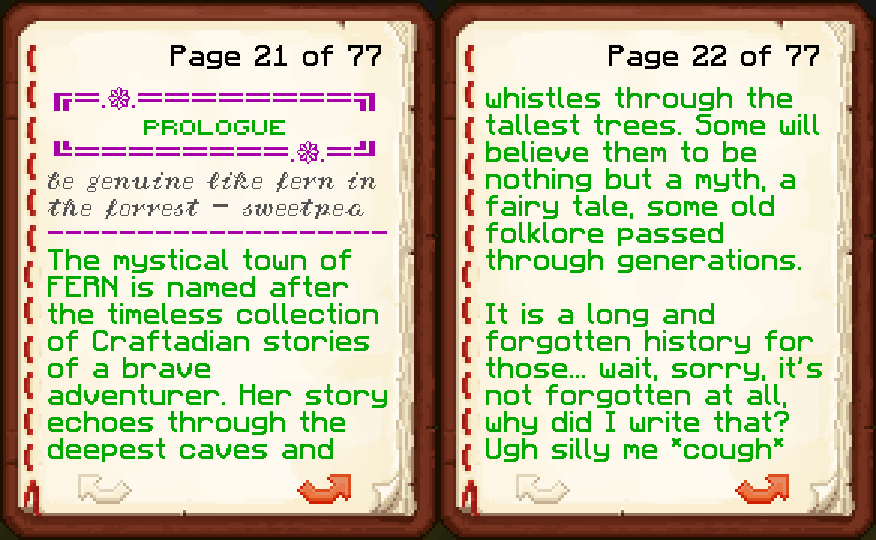 Page 21 of 77
╔═.❀.═════════╗
PROLOGUE
╚═════════.❀.═╝
be genuine like fern in
the forrest - sweetpea
--------------------
The mystical town of
FERN is named after
the timeless collection
of Craftadian stories
of a brave
adventurer. Her story
echoes through the
deepest caves and
Page 22 of 77
whistles through the
tallest trees. Some will
believe them to be
nothing but a myth, a
fairy tale, some old
folklore passed
through generations.
It is a long and
forgotten history for
those... wait, sorry, it's
not forgotten at all,
why did I write that?
Ugh silly me *cough*